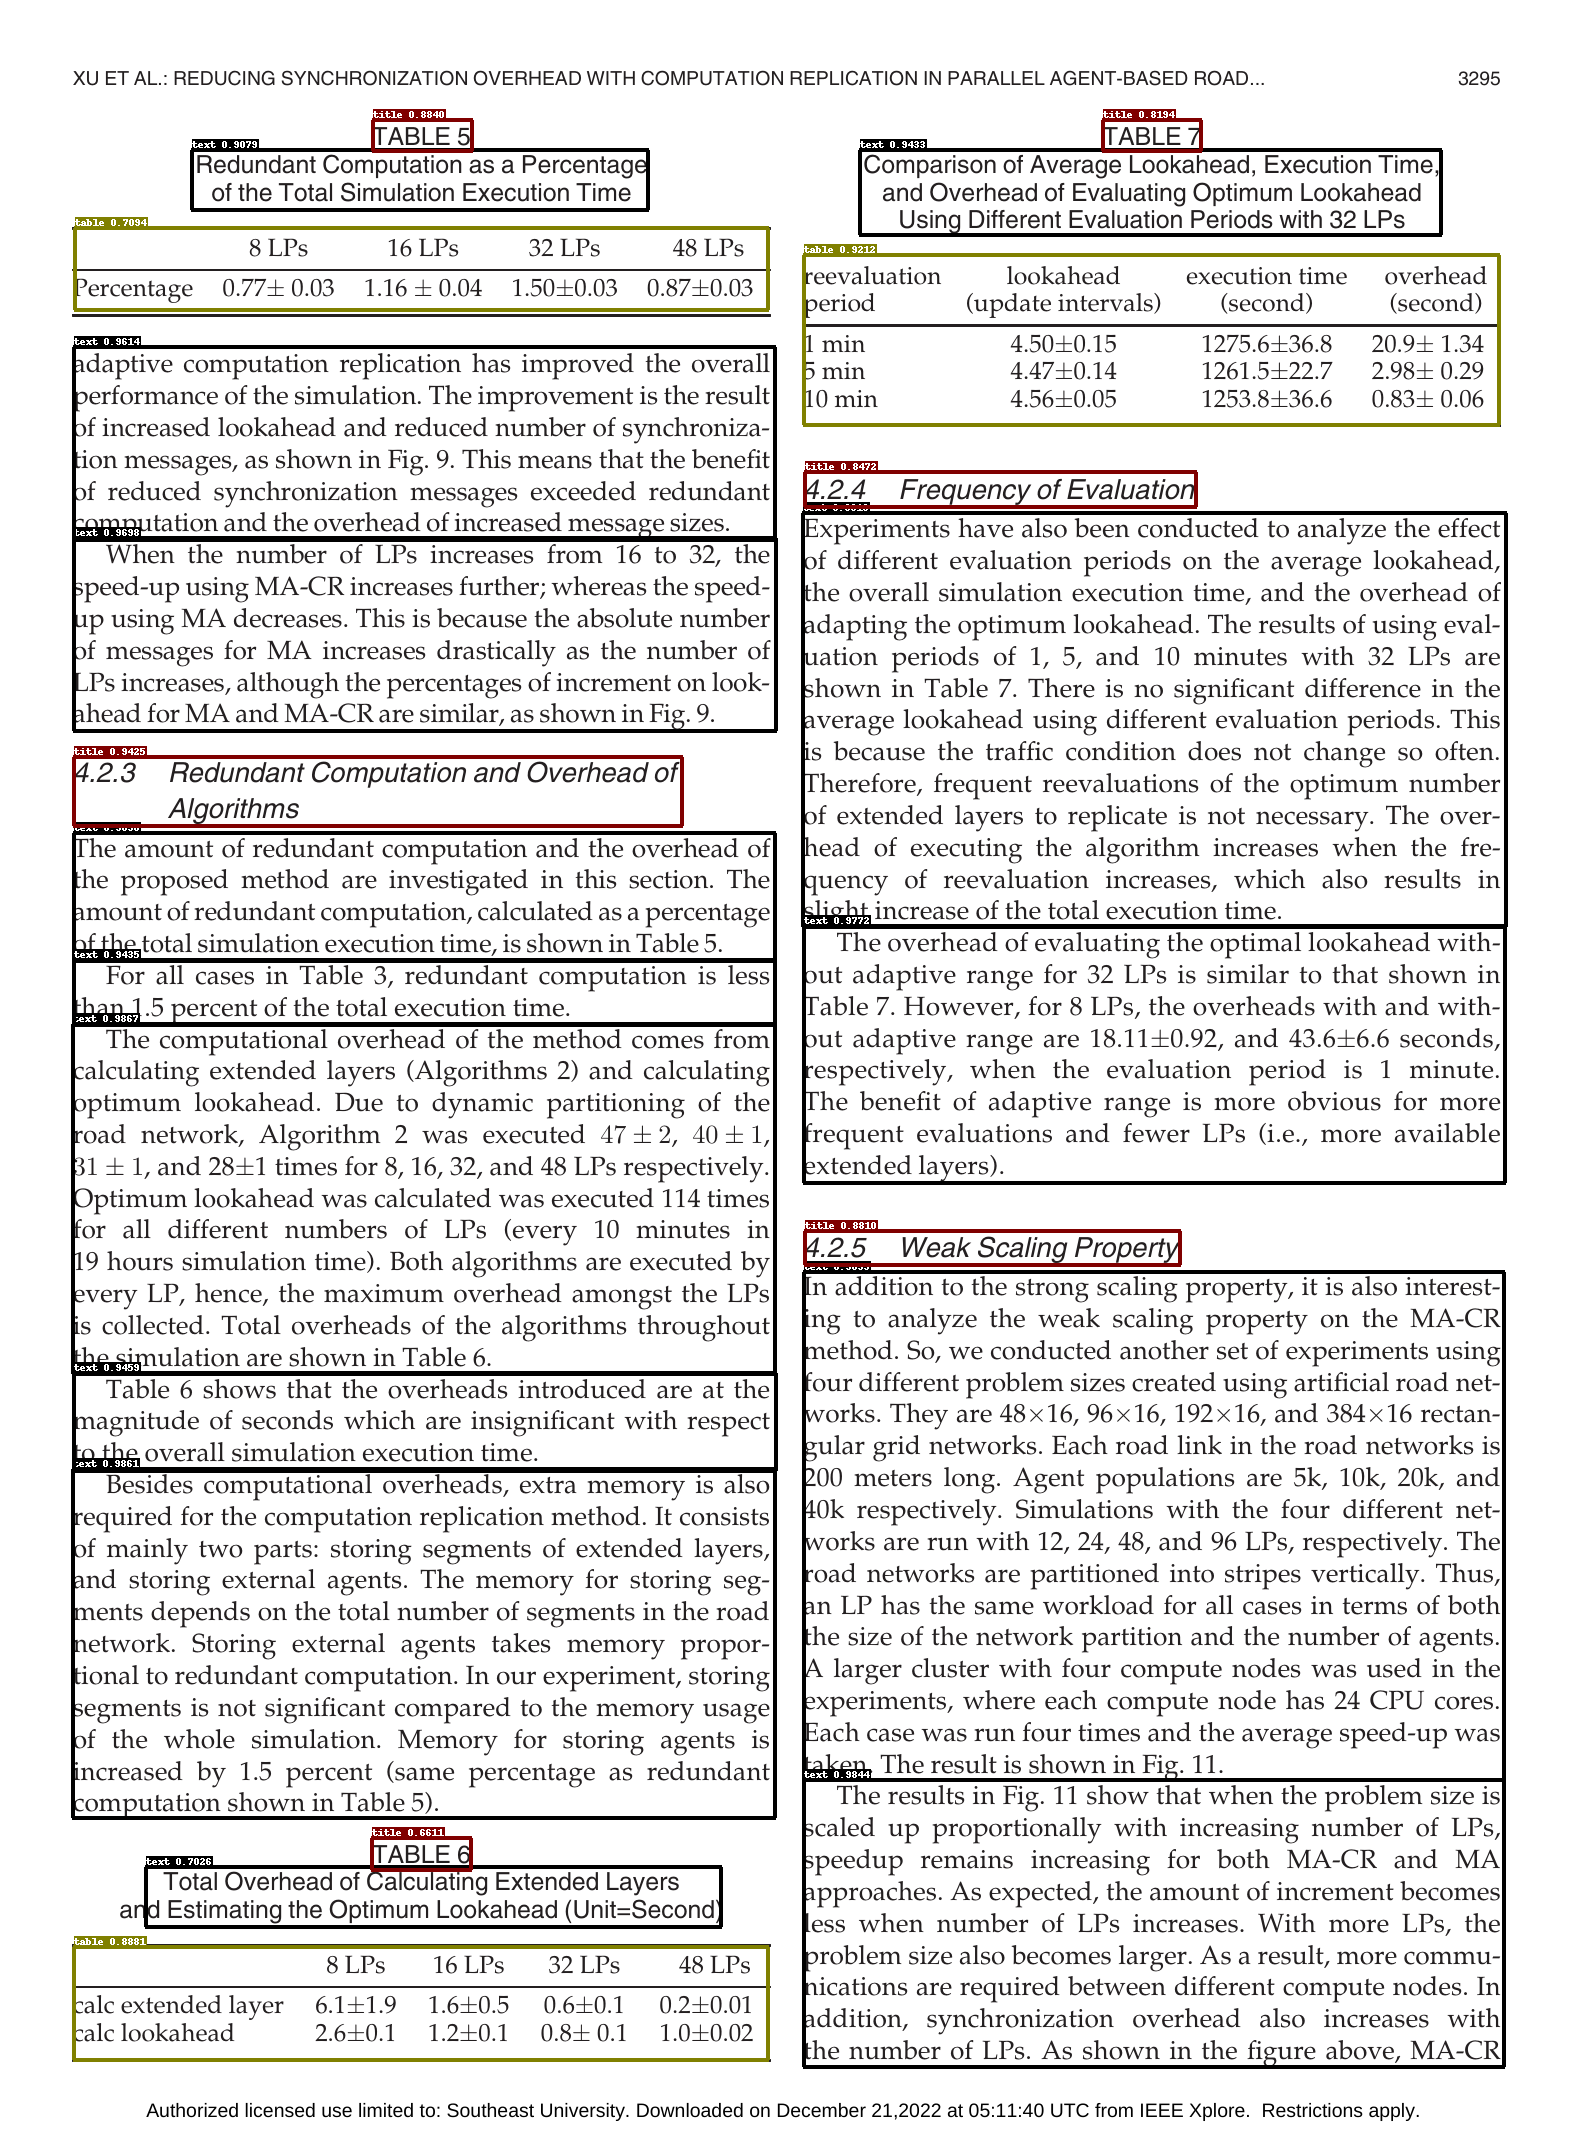 XU ET AL.: REDUCING SYNCHRONIZATION OVERHEAD WITH COMPUTATION REPLICATION IN PARALLEL AGENT-BASED ROAD... 3295
title 0.8840
TABLE 5
text 0.9079
Redundant Computation as a Percentage
of the Total Simulation Execution Time
table 0.7094
8 LPs 16 LPs 32 LPs 48 LPs
Percentage 0.77± 0.03 1.16 ± 0.04 1.50±0.03 0.87±0.03
text 0.9614
adaptive computation replication has improved the overall
performance of the simulation. The improvement is the result
of increased lookahead and reduced number of synchroniza-
tion messages, as shown in Fig. 9. This means that the benefit
of reduced synchronization messages exceeded redundant
computation and the overhead of increased message sizes.
text 0.9698
When the number of LPs increases from 16 to 32, the
speed-up using MA-CR increases further; whereas the speed-
up using MA decreases. This is because the absolute number
of messages for MA increases drastically as the number of
LPs increases, although the percentages of increment on look-
ahead for MA and MA-CR are similar, as shown in Fig. 9.
title 0.9425
4.2.3 Redundant Computation and Overhead of
Algorithms
The amount of redundant computation and the overhead of
the proposed method are investigated in this section. The
amount of redundant computation, calculated as a percentage
of the total simulation execution time, is shown in Table 5.
text 0.9435
For all cases in Table 3, redundant computation is less
than 1.5 percent of the total execution time.
text 0.9867
The computational overhead of the method comes from
calculating extended layers (Algorithms 2) and calculating
optimum lookahead. Due to dynamic partitioning of the
road network, Algorithm 2 was executed 47 ± 2, 40 ± 1,
31 ± 1, and 28±1 times for 8, 16, 32, and 48 LPs respectively.
Optimum lookahead was calculated was executed 114 times
for all different numbers of LPs (every 10 minutes in
19 hours simulation time). Both algorithms are executed by
every LP, hence, the maximum overhead amongst the LPs
is collected. Total overheads of the algorithms throughout
the simulation are shown in Table 6.
text 0.9459
Table 6 shows that the overheads introduced are at the
magnitude of seconds which are insignificant with respect
to the overall simulation execution time.
text 0.9861
Besides computational overheads, extra memory is also
required for the computation replication method. It consists
of mainly two parts: storing segments of extended layers,
and storing external agents. The memory for storing seg-
ments depends on the total number of segments in the road
network. Storing external agents takes memory propor-
tional to redundant computation. In our experiment, storing
segments is not significant compared to the memory usage
of the whole simulation. Memory for storing agents is
increased by 1.5 percent (same percentage as redundant
computation shown in Table 5).
title 0.6611
TABLE 6
text 0.7026
Total Overhead of Calculating Extended Layers
and Estimating the Optimum Lookahead (Unit=Second)
table 0.8881
8 LPs 16 LPs 32 LPs 48 LPs
calc extended layer 6.1±1.9 1.6±0.5 0.6±0.1 0.2±0.01
calc lookahead 2.6±0.1 1.2±0.1 0.8± 0.1 1.0±0.02
title 0.8194
TABLE 7
text 0.9433
Comparison of Average Lookahead, Execution Time,
and Overhead of Evaluating Optimum Lookahead
Using Different Evaluation Periods with 32 LPs
table 0.9212
reevaluation lookahead execution time overhead
period (update intervals) (second) (second)
1 min 4.50±0.15 1275.6±36.8 20.9± 1.34
5 min 4.47±0.14 1261.5±22.7 2.98± 0.29
10 min 4.56±0.05 1253.8±36.6 0.83± 0.06
title 0.8472
4.2.4 Frequency of Evaluation
Experiments have also been conducted to analyze the effect
of different evaluation periods on the average lookahead,
the overall simulation execution time, and the overhead of
adapting the optimum lookahead. The results of using eval-
uation periods of 1, 5, and 10 minutes with 32 LPs are
shown in Table 7. There is no significant difference in the
average lookahead using different evaluation periods. This
is because the traffic condition does not change so often.
Therefore, frequent reevaluations of the optimum number
of extended layers to replicate is not necessary. The over-
head of executing the algorithm increases when the fre-
quency of reevaluation increases, which also results in
slight increase of the total execution time.
text 0.9772
The overhead of evaluating the optimal lookahead with-
out adaptive range for 32 LPs is similar to that shown in
Table 7. However, for 8 LPs, the overheads with and with-
out adaptive range are 18.11±0.92, and 43.6±6.6 seconds,
respectively, when the evaluation period is 1 minute.
The benefit of adaptive range is more obvious for more
frequent evaluations and fewer LPs (i.e., more available
extended layers).
title 0.8810
4.2.5 Weak Scaling Property
In addition to the strong scaling property, it is also interest-
ing to analyze the weak scaling property on the MA-CR
method. So, we conducted another set of experiments using
four different problem sizes created using artificial road net-
works. They are 48×16, 96×16, 192×16, and 384×16 rectan-
gular grid networks. Each road link in the road networks is
200 meters long. Agent populations are 5k, 10k, 20k, and
40k respectively. Simulations with the four different net-
works are run with 12, 24, 48, and 96 LPs, respectively. The
road networks are partitioned into stripes vertically. Thus,
an LP has the same workload for all cases in terms of both
the size of the network partition and the number of agents.
A larger cluster with four compute nodes was used in the
experiments, where each compute node has 24 CPU cores.
Each case was run four times and the average speed-up was
taken. The result is shown in Fig. 11.
text 0.9844
The results in Fig. 11 show that when the problem size is
scaled up proportionally with increasing number of LPs,
speedup remains increasing for both MA-CR and MA
approaches. As expected, the amount of increment becomes
less when number of LPs increases. With more LPs, the
problem size also becomes larger. As a result, more commu-
nications are required between different compute nodes. In
addition, synchronization overhead also increases with
the number of LPs. As shown in the figure above, MA-CR
Authorized licensed use limited to: Southeast University. Downloaded on December 21,2022 at 05:11:40 UTC from IEEE Xplore. Restrictions apply.